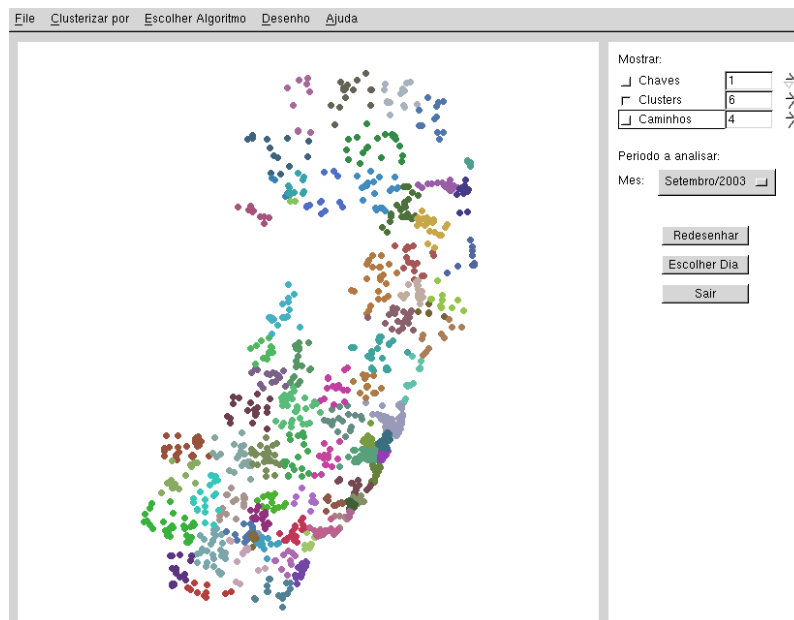 File Clusterizar por Escolher Algoritmo Desenho Ajuda
Mostrar:
Chaves 1
Clusters 6
Caminhos 4
Periodo a analisar:
Mes: Setembro/2003
Redesenhar
Escolher Dia
Sair